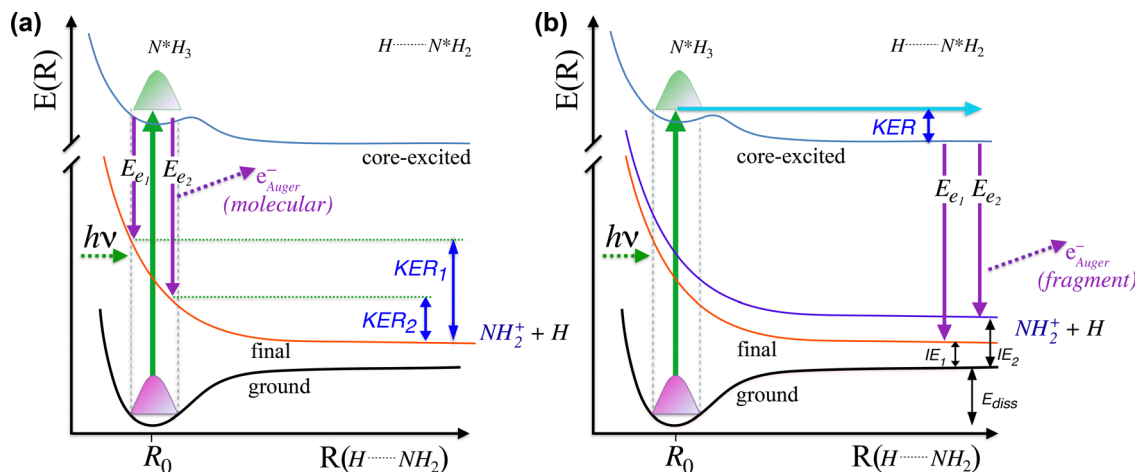 (a)
E(R)
N*H3
H┈┈N*H2
core-excited
Ee1
Ee2
e−Auger
(molecular)
hν
KER1
KER2
NH2+ + H
final
ground
R0
R(H┈┈NH2)
(b)
E(R)
N*H3
H┈┈N*H2
KER
core-excited
Ee1
Ee2
hν
e−Auger
(fragment)
NH2+ + H
final
IE1
IE2
ground
Ediss
R0
R(H┈┈NH2)